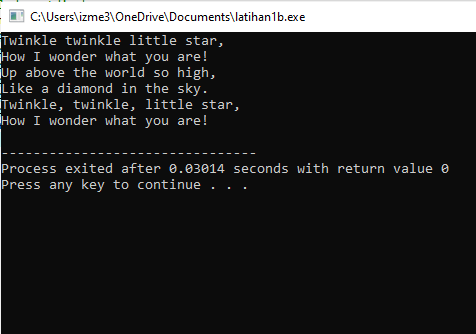 C:\Users\izme3\OneDrive\Documents\latihan1b.exe
Twinkle twinkle little star,
How I wonder what you are!
Up above the world so high,
Like a diamond in the sky.
Twinkle, twinkle, little star,
How I wonder what you are!
--------------------------------
Process exited after 0.03014 seconds with return value 0
Press any key to continue . . .